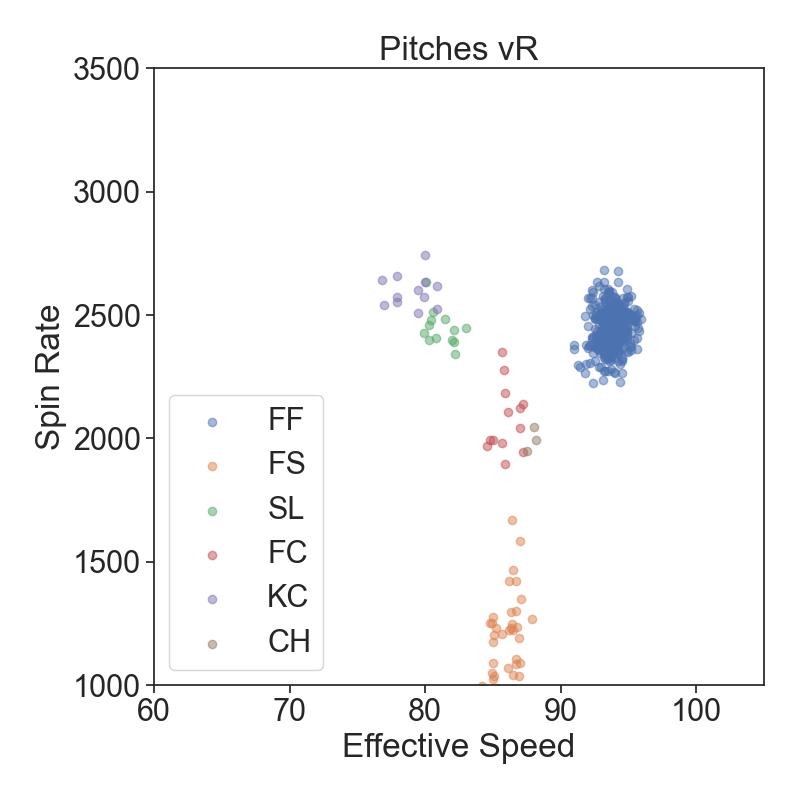 Pitches vR
3500
3000
2500
2000
1500
1000
Spin Rate
FF
FS
SL
FC
KC
CH
60
70
80
90
100
Effective Speed